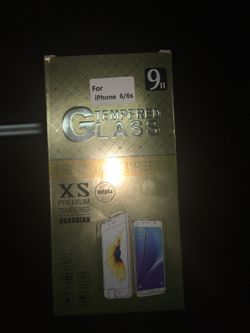 For
iPhone 6/6s
9H
TEMPERED
GLASS
XS
PREMIUM
TEMPERED
GUARDIAN